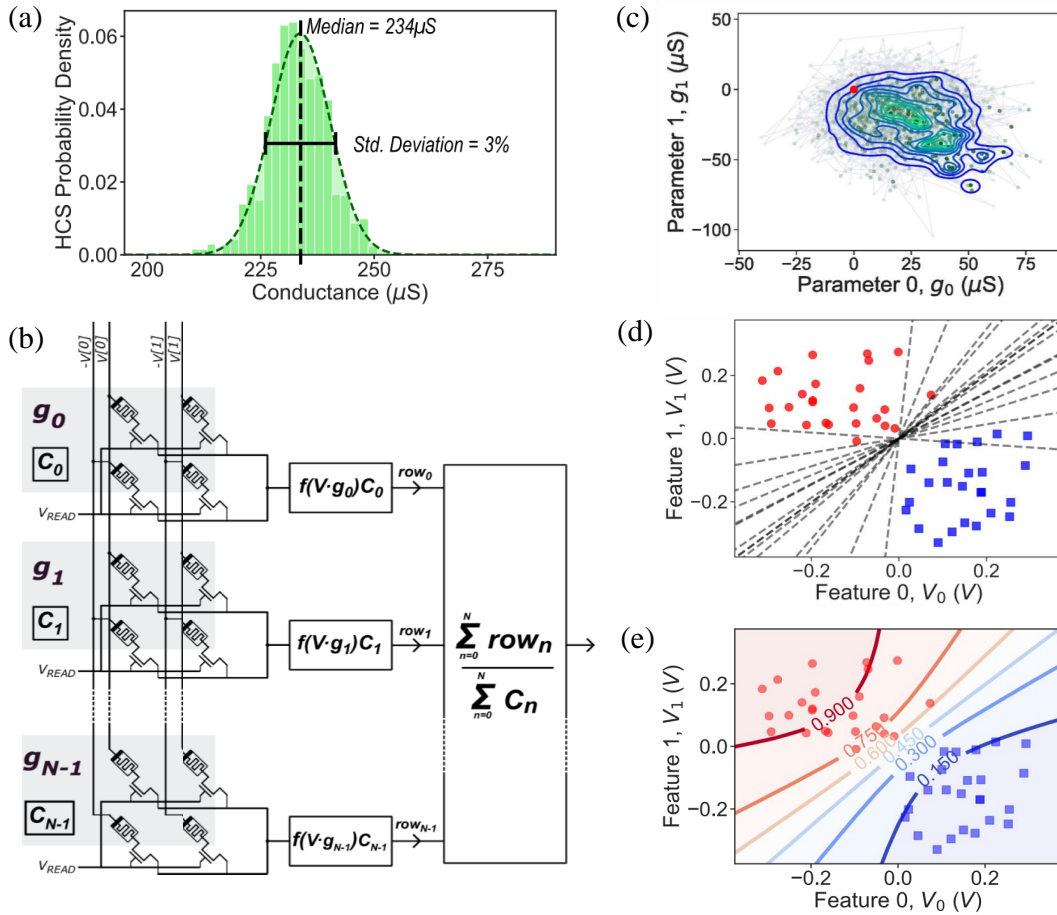 (a)
HCS Probability Density
0.06
0.04
0.02
0.00
Median = 234µS
Std. Deviation = 3%
200
225
250
275
Conductance (µS)
(b)
-v[0]
v[0]
-v[1]
v[1]
g0
C0
VREAD
f(V·g0)C0
row0
g1
C1
VREAD
f(V·g1)C1
row1
gN-1
CN-1
VREAD
f(V·gN-1)CN-1
rowN-1
N
Σ rown
n=0
N
Σ Cn
n=0
(c)
Parameter 1, g1 (µS)
50
0
−50
−100
−50
−25
0
25
50
75
Parameter 0, g0 (µS)
(d)
Feature 1, V1 (V)
0.2
0.0
−0.2
−0.2
0.0
0.2
Feature 0, V0 (V)
(e)
Feature 1, V1 (V)
0.2
0.0
−0.2
0.900
0.750
0.600
0.450
0.300
0.150
−0.2
0.0
0.2
Feature 0, V0 (V)